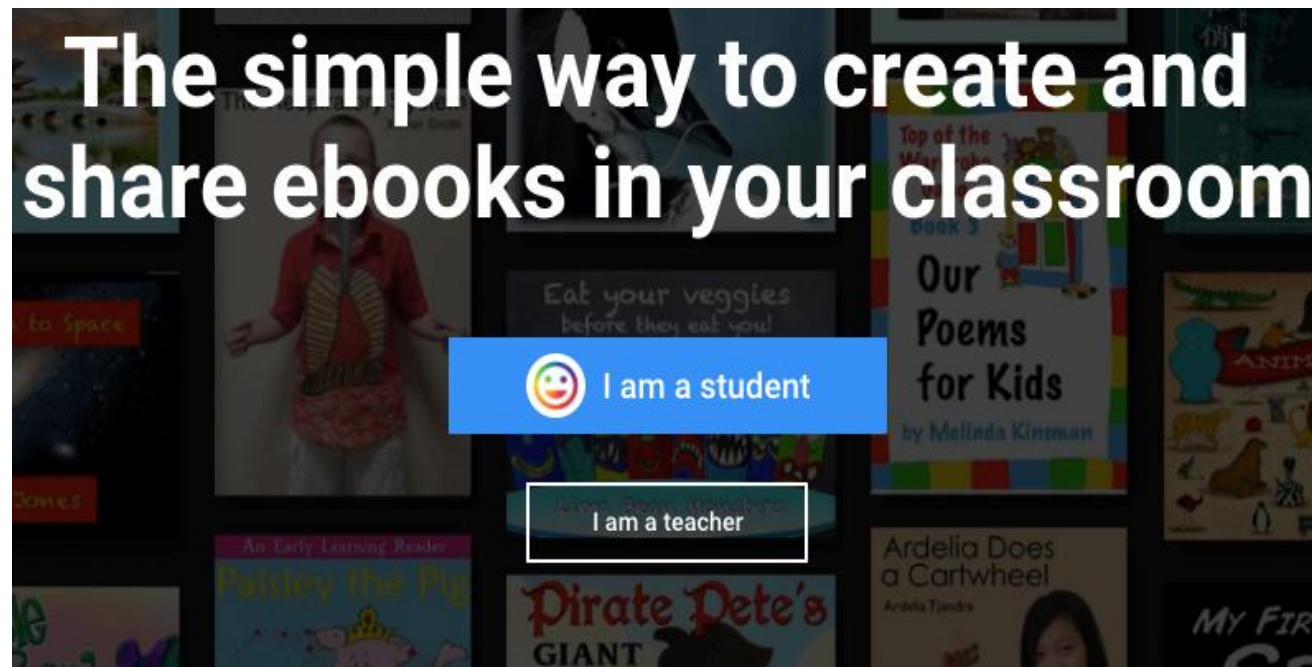 The simple way to create and
share ebooks in your classroom
Top of the
Book 3
Our
Poems
for Kids
by Melinda Kinsman
to Space
Eat your veggies
before they eat you!
I am a student
Jones
I am a teacher
An Early Learning Reader
Paisley the Pig
Pirate Pete's
GIANT
Ardelia Does
a Cartwheel
Ardelia Tjandra
ANIM
MY FIR